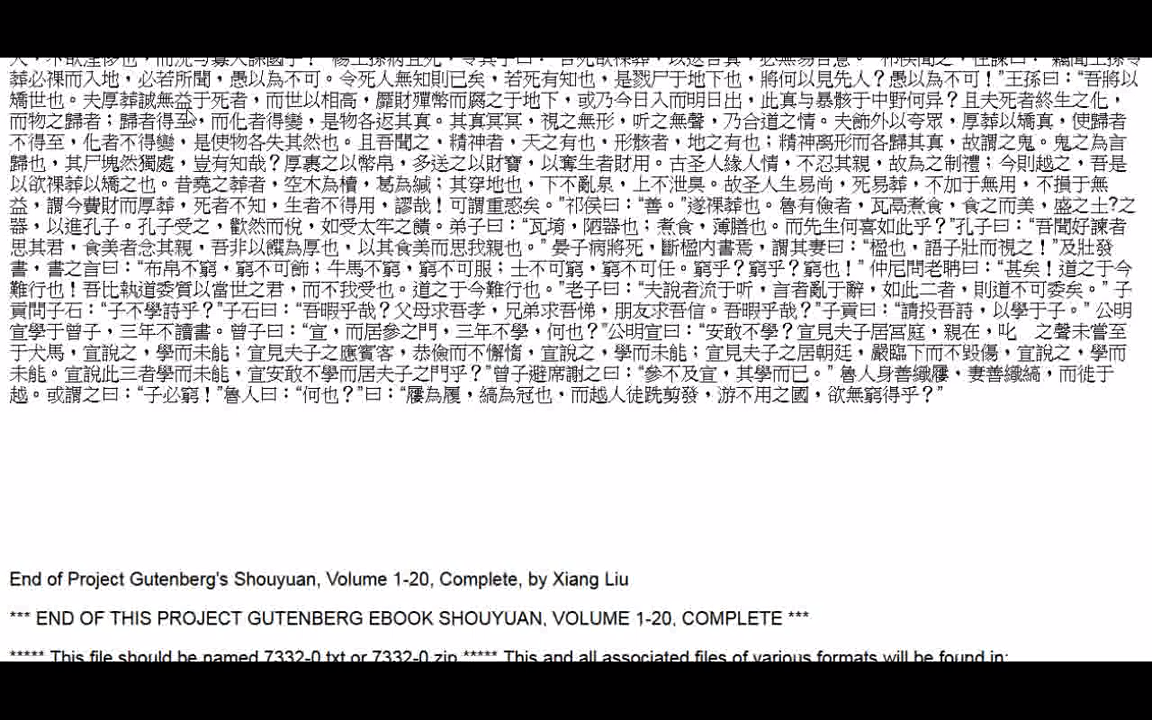 葬必祼而入地，必若所聞，愚以為不可。令死人無知則已矣，若死有知也，是戮尸于地下也，將何以見先人？愚以為不可！”王孫曰：“吾將以
矯世也。夫厚葬誠無益于死者，而世以相高，靡財殫幣而腐之于地下，或乃今日入而明日出，此真与暴骸于中野何异？且夫死者終生之化，
而物之歸者；歸者得至，而化者得變，是物各返其真。其真冥冥，視之無形，听之無聲，乃合道之情。夫飾外以夸眾，厚葬以矯真，使歸者
不得至，化者不得變，是使物各失其然也。且吾聞之，精神者，天之有也，形骸者，地之有也；精神离形而各歸其真，故謂之鬼。鬼之為言
歸也，其尸塊然獨處，豈有知哉？厚裹之以幣帛，多送之以財寶，以奪生者財用。古圣人緣人情，不忍其親，故為之制禮；今則越之，吾是
以欲祼葬以矯之也。昔堯之葬者，空木為櫝，葛為緘；其穿地也，下不亂泉，上不泄臭。故圣人生易尚，死易葬，不加于無用，不損于無
益，謂今費財而厚葬，死者不知，生者不得用，謬哉！可謂重惑矣。”祁侯曰：“善。”遂祼葬也。魯有儉者，瓦鬲煮食，食之而美，盛之土?之
器，以進孔子。孔子受之，歡然而悅，如受太牢之饋。弟子曰：“瓦㙘，陋器也；煮食，薄膳也。而先生何喜如此乎？”孔子曰：“吾聞好諫者
思其君，食美者念其親，吾非以饌為厚也，以其食美而思我親也。” 晏子病將死，斷楹內書焉，謂其妻曰：“楹也，語子壯而視之！”及壯發
書，書之言曰：“布帛不窮，窮不可飾；牛馬不窮，窮不可服；士不可窮，窮不可任。窮乎？窮乎？窮也！” 仲尼問老聃曰：“甚矣！道之于今
難行也！吾比執道委質以當世之君，而不我受也。道之于今難行也。”老子曰：“夫說者流于听，言者亂于辭，如此二者，則道不可委矣。” 子
貢問子石：“子不學詩乎？”子石曰：“吾暇乎哉？父母求吾孝，兄弟求吾悌，朋友求吾信。吾暇乎哉？”子貢曰：“請投吾詩，以學于子。” 公明
宣學于曾子，三年不讀書。曾子曰：“宣，而居參之門，三年不學，何也？”公明宣曰：“安敢不學？宣見夫子居宮庭，親在，叱　之聲未嘗至
于犬馬，宣說之，學而未能；宣見夫子之應賓客，恭儉而不懈惰，宣說之，學而未能；宣見夫子之居朝廷，嚴臨下而不毀傷，宣說之，學而
未能。宣說此三者學而未能，宣安敢不學而居夫子之門乎？”曾子避席謝之曰：“參不及宣，其學而已。” 魯人身善織屨，妻善織縞，而徙于
越。或謂之曰：“子必窮！”魯人曰：“何也？”曰：“屨為履，縞為冠也，而越人徒跣剪發，游不用之國，欲無窮得乎？”
End of Project Gutenberg's Shouyuan, Volume 1-20, Complete, by Xiang Liu
*** END OF THIS PROJECT GUTENBERG EBOOK SHOUYUAN, VOLUME 1-20, COMPLETE ***
***** This file should be named 7332-0.txt or 7332-0.zip ***** This and all associated files of various formats will be found in: